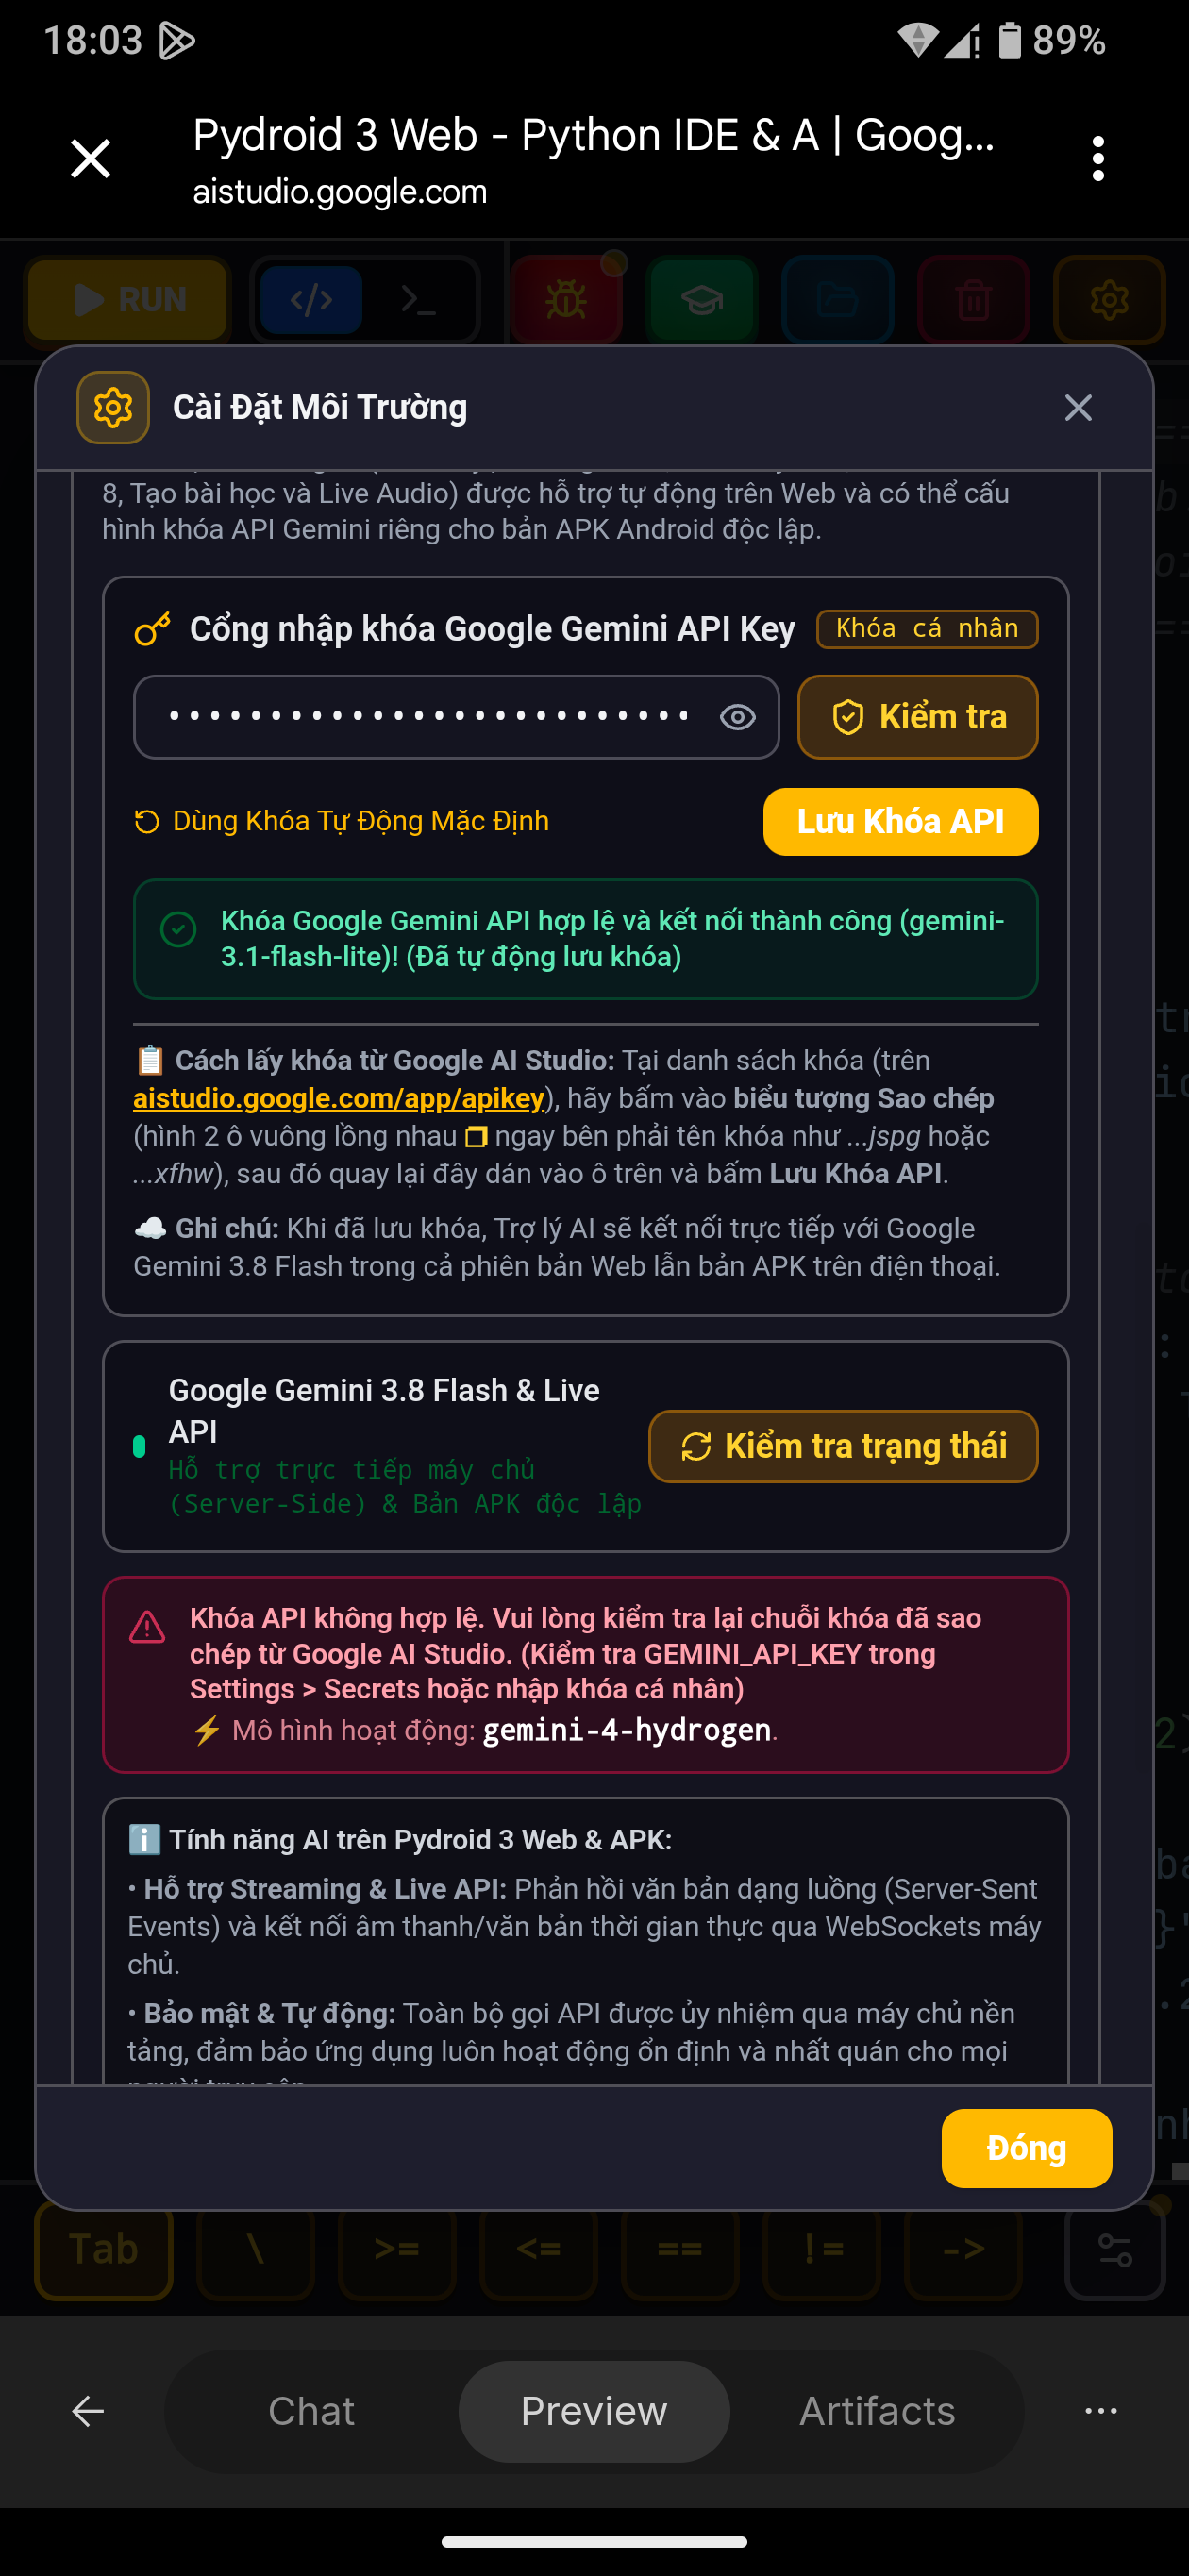 18:03
89%
Pydroid 3 Web - Python IDE & A | Goog...
aistudio.google.com
RUN
</>
>_
Cài Đặt Môi Trường
8, Tạo bài học và Live Audio) được hỗ trợ tự động trên Web và có thể cấu
hình khóa API Gemini riêng cho bản APK Android độc lập.
Cổng nhập khóa Google Gemini API Key
Khóa cá nhân
Kiểm tra
Dùng Khóa Tự Động Mặc Định
Lưu Khóa API
Khóa Google Gemini API hợp lệ và kết nối thành công (gemini-
3.1-flash-lite)! (Đã tự động lưu khóa)
📋 Cách lấy khóa từ Google AI Studio: Tại danh sách khóa (trên
aistudio.google.com/app/apikey), hãy bấm vào biểu tượng Sao chép
(hình 2 ô vuông lồng nhau ngay bên phải tên khóa như ...jspg hoặc
...xfhw), sau đó quay lại đây dán vào ô trên và bấm Lưu Khóa API.
☁️ Ghi chú: Khi đã lưu khóa, Trợ lý AI sẽ kết nối trực tiếp với Google
Gemini 3.8 Flash trong cả phiên bản Web lẫn bản APK trên điện thoại.
Google Gemini 3.8 Flash & Live
API
Hỗ trợ trực tiếp máy chủ
(Server-Side) & Bản APK độc lập
Kiểm tra trạng thái
Khóa API không hợp lệ. Vui lòng kiểm tra lại chuỗi khóa đã sao
chép từ Google AI Studio. (Kiểm tra GEMINI_API_KEY trong
Settings > Secrets hoặc nhập khóa cá nhân)
⚡ Mô hình hoạt động: gemini-4-hydrogen.
ℹ️ Tính năng AI trên Pydroid 3 Web & APK:
• Hỗ trợ Streaming & Live API: Phản hồi văn bản dạng luồng (Server-Sent
Events) và kết nối âm thanh/văn bản thời gian thực qua WebSockets máy
chủ.
• Bảo mật & Tự động: Toàn bộ gọi API được ủy nhiệm qua máy chủ nền
tảng, đảm bảo ứng dụng luôn hoạt động ổn định và nhất quán cho mọi
Đóng
Tab
\
>=
<=
==
!=
->
Chat
Preview
Artifacts